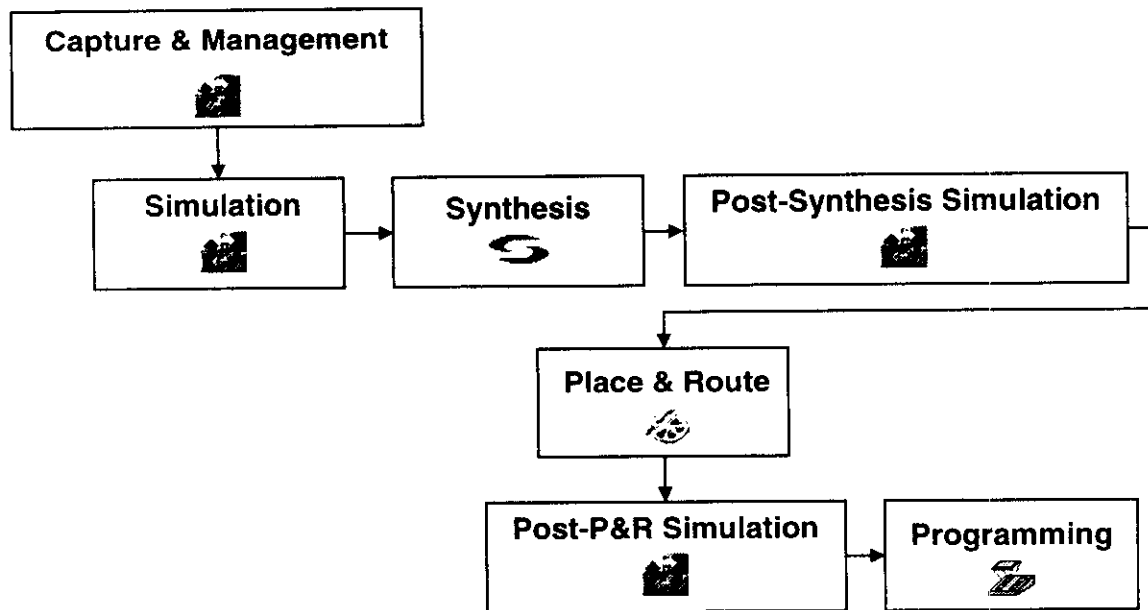 Capture & Management
Simulation
Synthesis
Post-Synthesis Simulation
Place & Route
Post-P&R Simulation
Programming